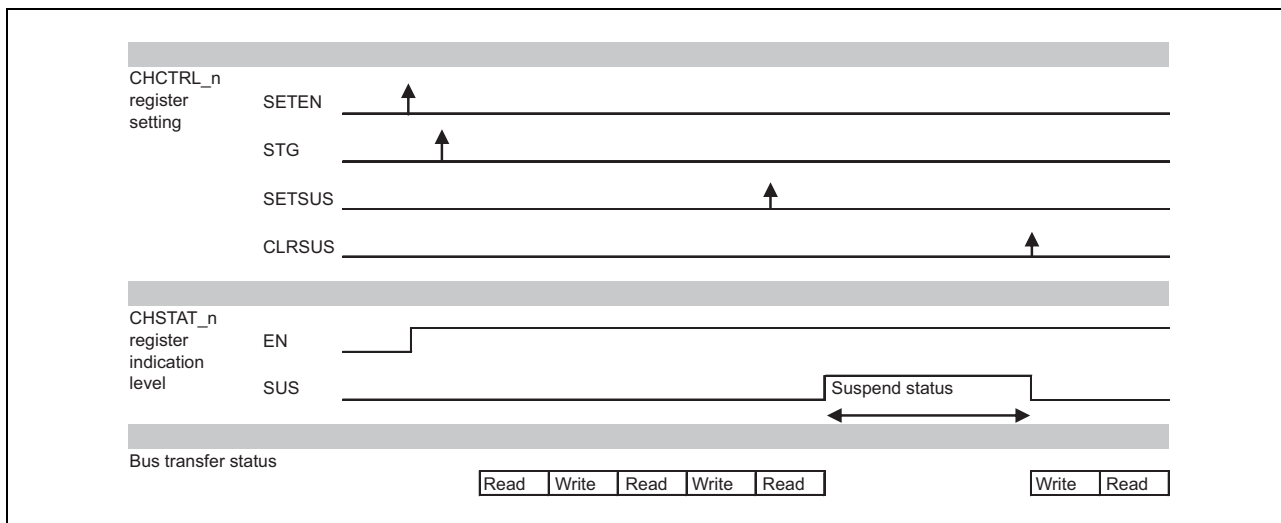 CHCTRL_n
register
setting
SETEN
STG
SETSUS
CLRSUS
CHSTAT_n
register
indication
level
EN
SUS
Suspend status
Bus transfer status
Read Write Read Write Read Write Read